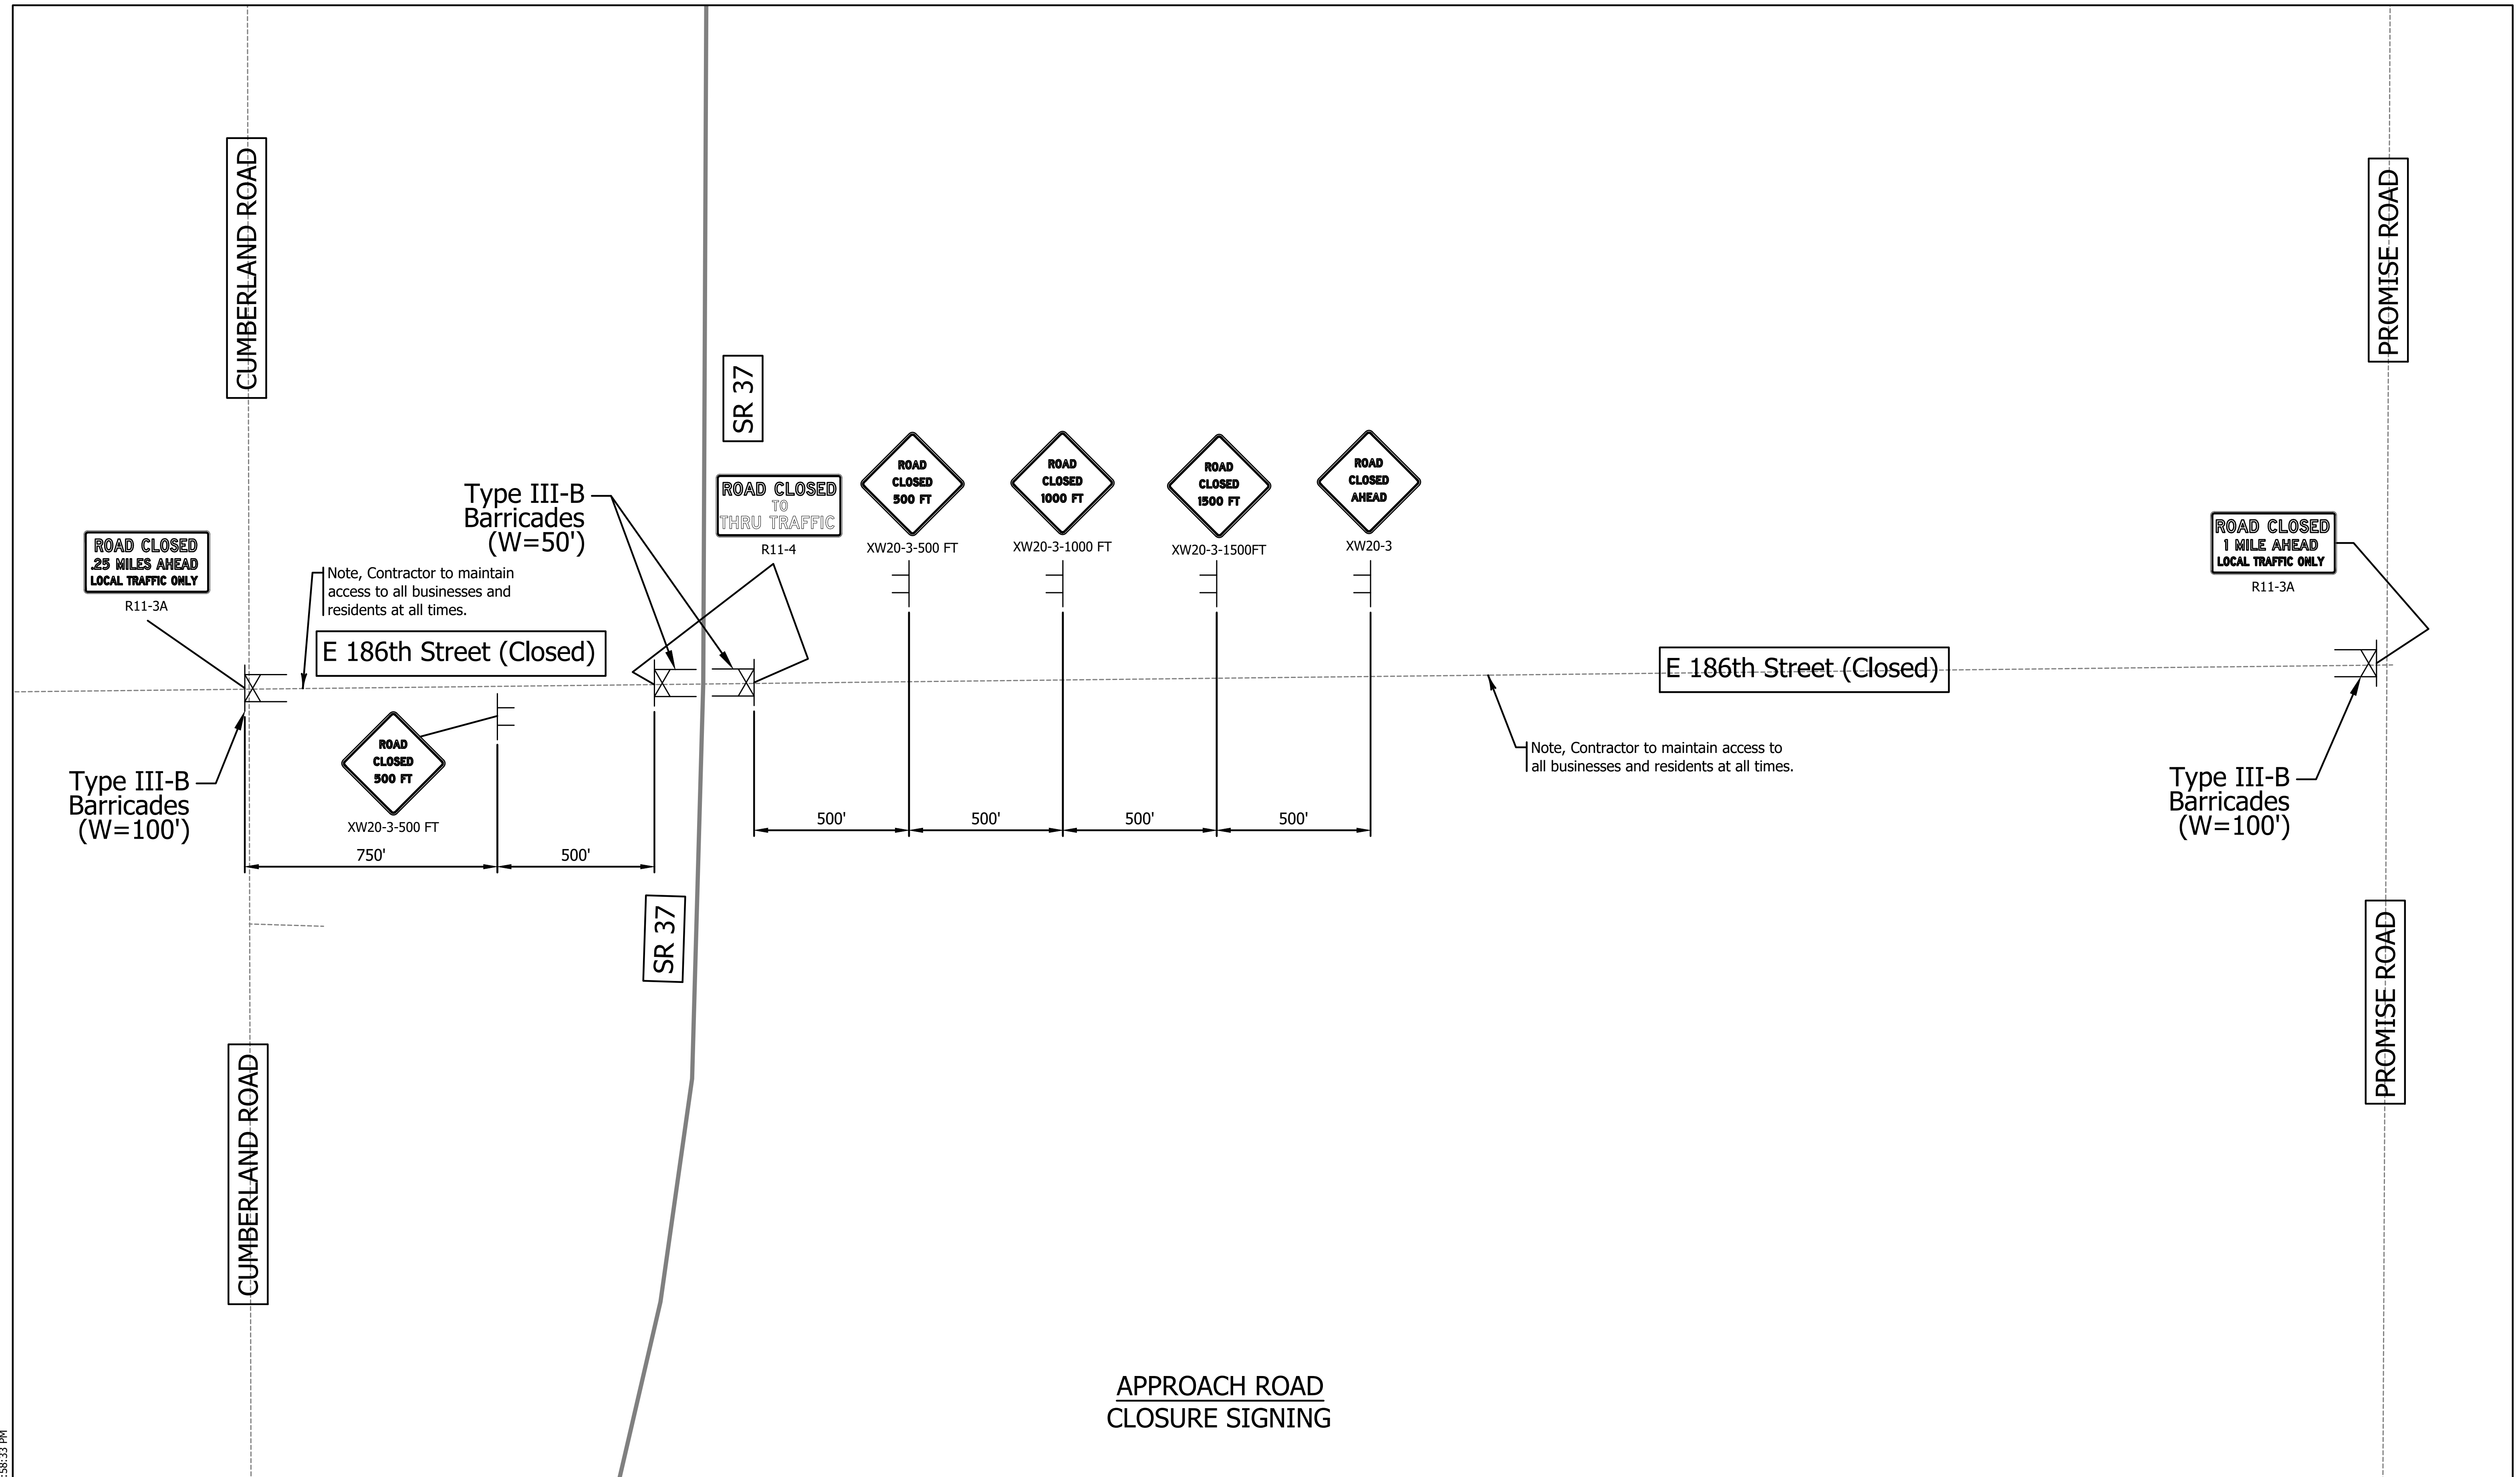 CUMBERLAND ROAD
PROMISE ROAD
SR 37
ROAD CLOSED
.25 MILES AHEAD
LOCAL TRAFFIC ONLY
R11-3A
Note, Contractor to maintain
access to all businesses and
residents at all times.
E 186th Street (Closed)
Type III-B
Barricades
(W=50')
ROAD CLOSED
TO
THRU TRAFFIC
R11-4
ROAD
CLOSED
500 FT
XW20-3-500 FT
ROAD
CLOSED
1000 FT
XW20-3-1000 FT
ROAD
CLOSED
1500 FT
XW20-3-1500FT
ROAD
CLOSED
AHEAD
XW20-3
E 186th Street (Closed)
ROAD CLOSED
1 MILE AHEAD
LOCAL TRAFFIC ONLY
R11-3A
Type III-B
Barricades
(W=100')
ROAD
CLOSED
500 FT
XW20-3-500 FT
750'
500'
500'
500'
500'
500'
Note, Contractor to maintain access to
all businesses and residents at all times.
Type III-B
Barricades
(W=100')
SR 37
CUMBERLAND ROAD
PROMISE ROAD
APPROACH ROAD
CLOSURE SIGNING
:58:33 PM